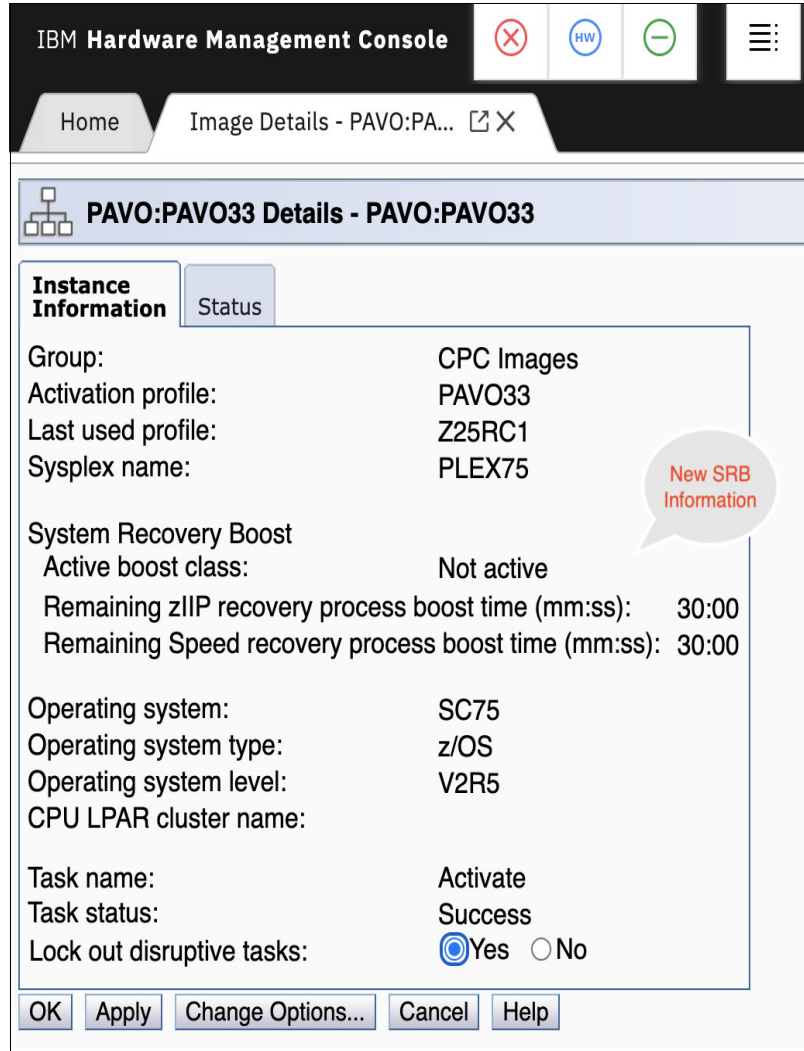 IBM Hardware Management Console
HW
Home
Image Details - PAVO:PA...
PAVO:PAVO33 Details - PAVO:PAVO33
Instance
Information
Status
Group: CPC Images
Activation profile: PAVO33
Last used profile: Z25RC1
Sysplex name: PLEX75
New SRB
Information
System Recovery Boost
Active boost class: Not active
Remaining zIIP recovery process boost time (mm:ss): 30:00
Remaining Speed recovery process boost time (mm:ss): 30:00
Operating system: SC75
Operating system type: z/OS
Operating system level: V2R5
CPU LPAR cluster name:
Task name: Activate
Task status: Success
Lock out disruptive tasks: Yes No
OK Apply Change Options... Cancel Help